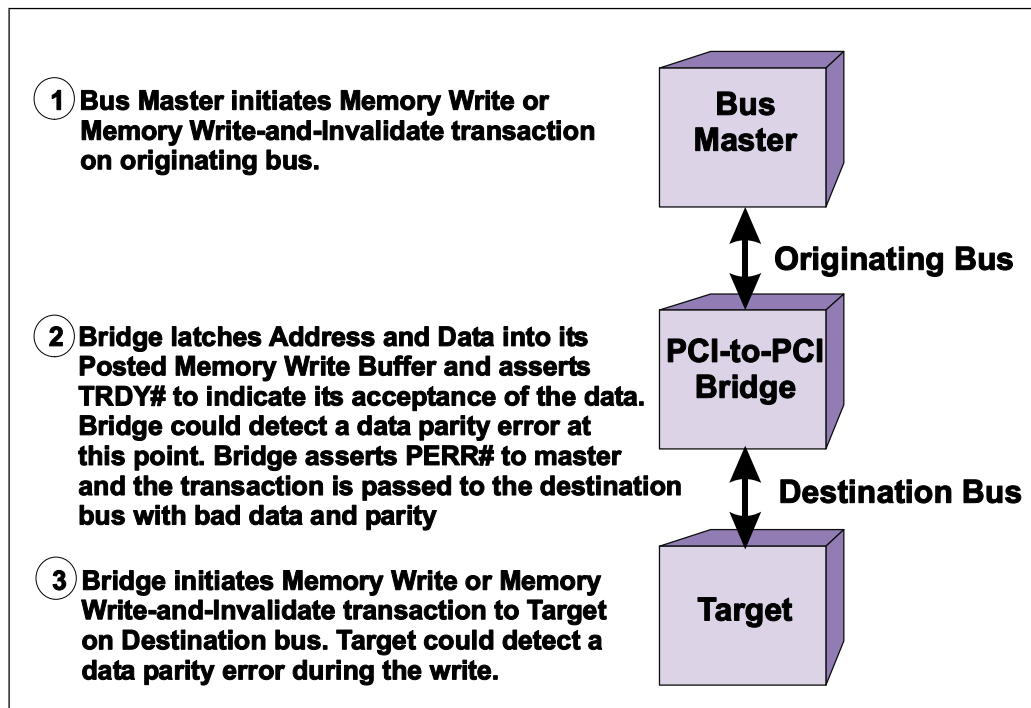 1 Bus Master initiates Memory Write or
Memory Write-and-Invalidate transaction
on originating bus.
Bus
Master
Originating Bus
2 Bridge latches Address and Data into its
Posted Memory Write Buffer and asserts
TRDY# to indicate its acceptance of the data.
Bridge could detect a data parity error at
this point. Bridge asserts PERR# to master
and the transaction is passed to the destination
bus with bad data and parity
PCI-to-PCI
Bridge
Destination Bus
3 Bridge initiates Memory Write or Memory
Write-and-Invalidate transaction to Target
on Destination bus. Target could detect a
data parity error during the write.
Target